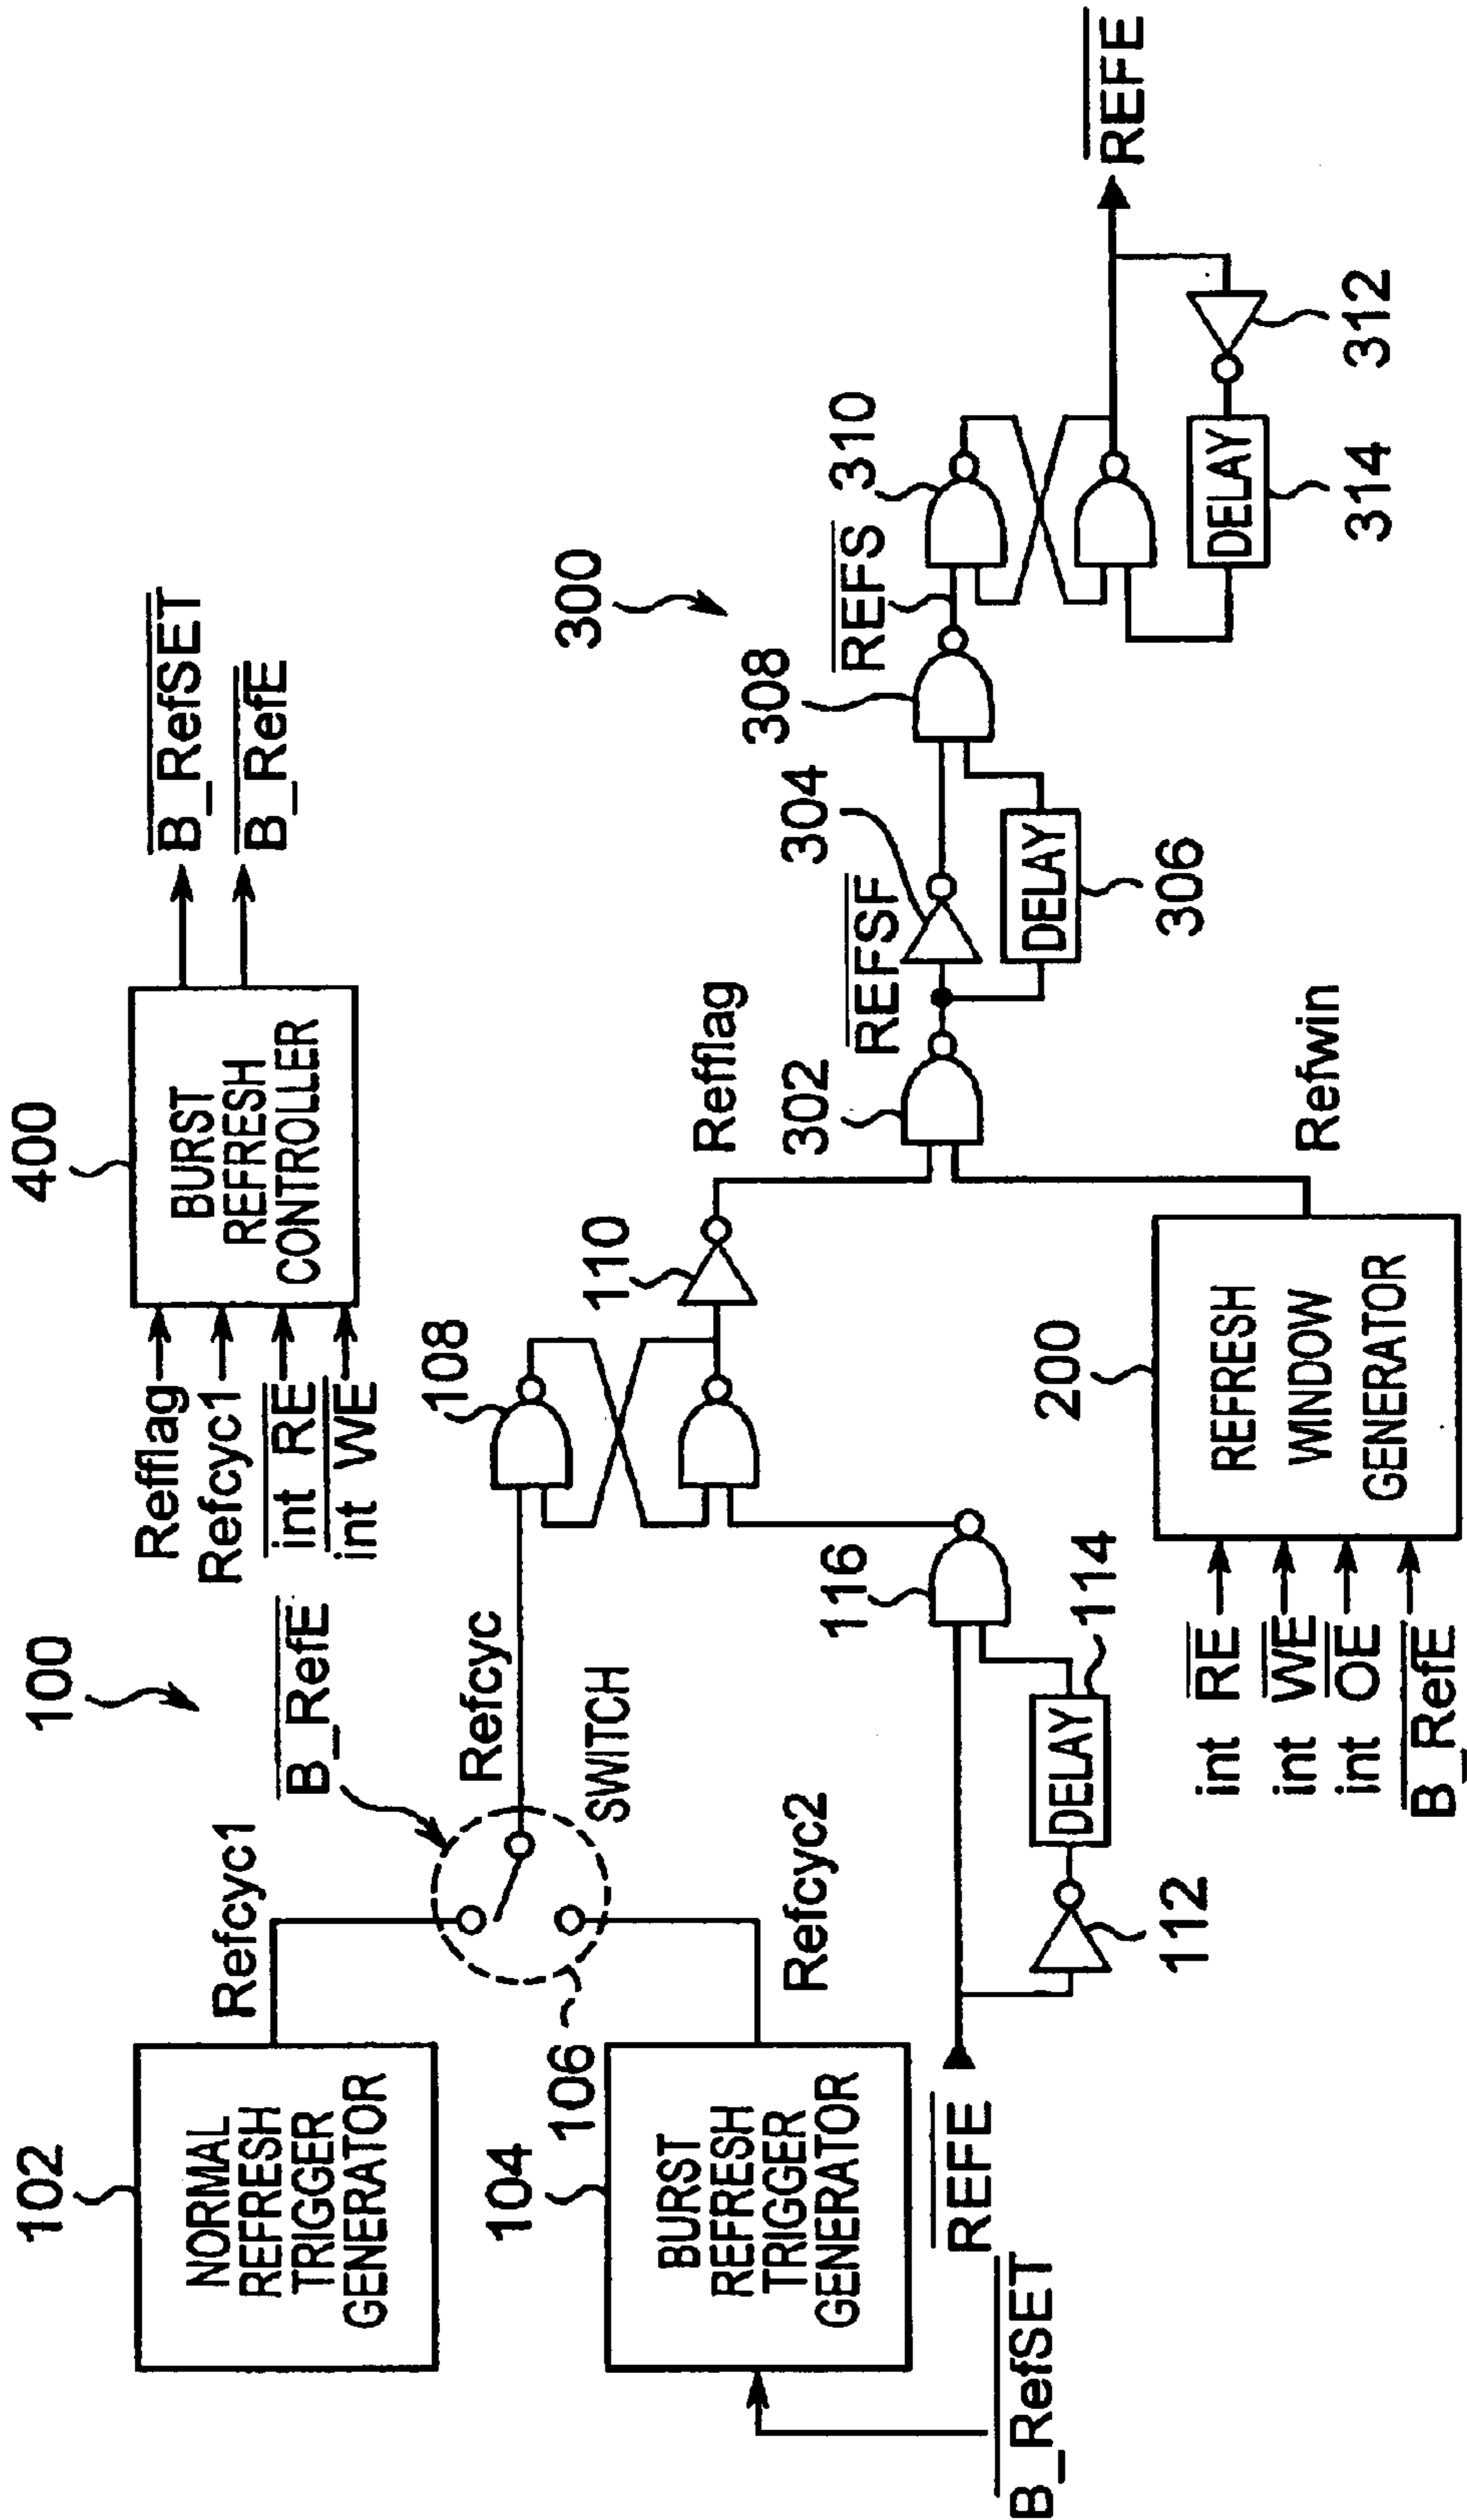 100
102
NORMAL
REFRESH
TRIGGER
GENERATOR
Refcyc1
B_RefE
Refcyc
SWITCH
106
104
BURST
REFRESH
TRIGGER
GENERATOR
Refcyc2
B_RefSET
REFE
112
DELAY
114
116
108
110
Refflag
400
Refflag
Refcyc1
int RE
int WE
BURST
REFRESH
CONTROLLER
B_RefSET
B_RefE
200
int RE
int WE
int OE
B_RefE
REFRESH
WINDOW
GENERATOR
Refwin
300
302
REFSF
304
DELAY
306
308
REFS
310
DELAY
314
312
REFE